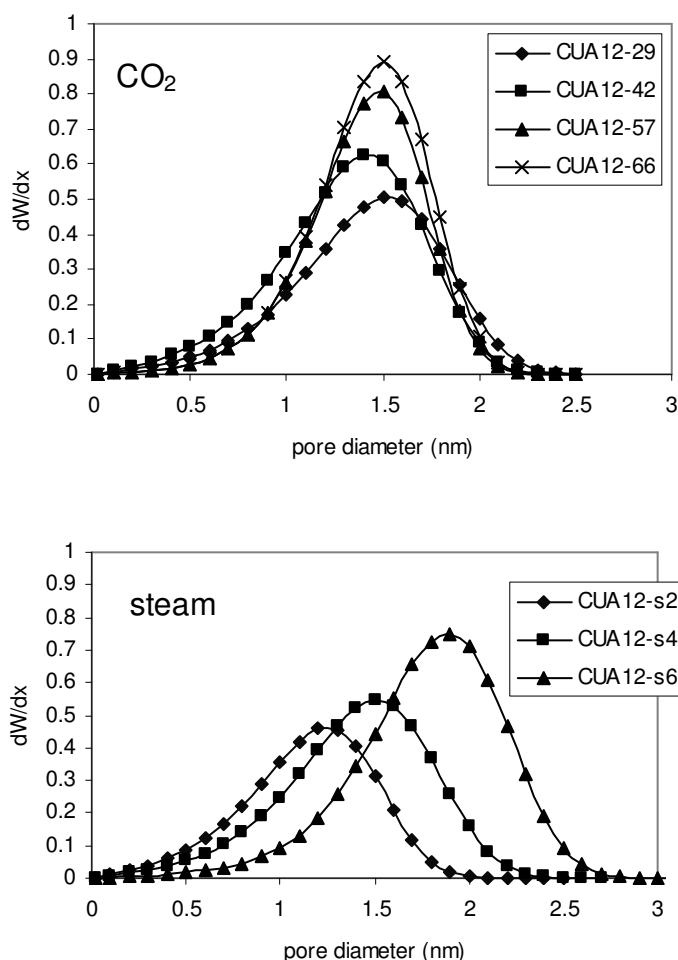 CO₂
dW/dx
1
0.9
0.8
0.7
0.6
0.5
0.4
0.3
0.2
0.1
0
0 0.5 1 1.5 2 2.5 3
pore diameter (nm)
CUA12-29
CUA12-42
CUA12-57
CUA12-66
steam
dW/dx
1
0.9
0.8
0.7
0.6
0.5
0.4
0.3
0.2
0.1
0
0 0.5 1 1.5 2 2.5 3
pore diameter (nm)
CUA12-s2
CUA12-s4
CUA12-s6